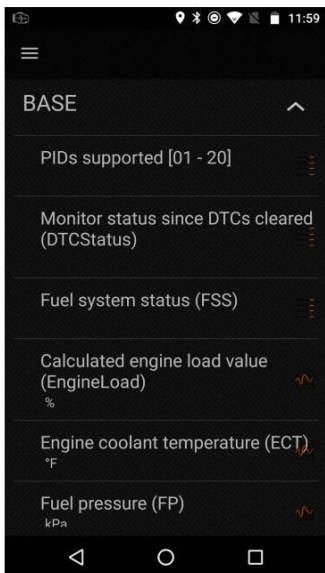 11:59
BASE
PIDs supported [01 - 20]
Monitor status since DTCs cleared
(DTCStatus)
Fuel system status (FSS)
Calculated engine load value
(EngineLoad)
%
Engine coolant temperature (ECT)
°F
Fuel pressure (FP)
kPa